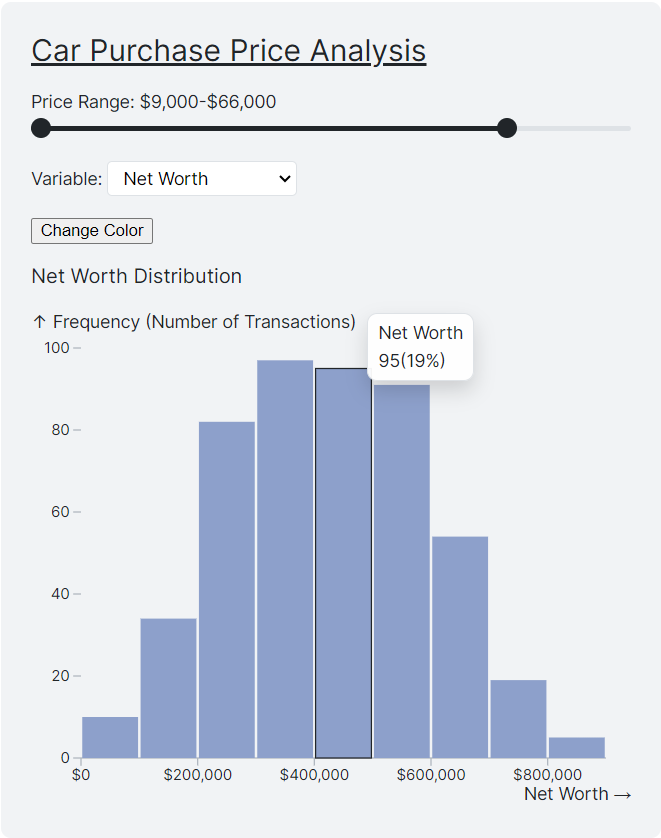 Car Purchase Price Analysis
Price Range: $9,000-$66,000
Variable: Net Worth
Change Color
Net Worth Distribution
↑ Frequency (Number of Transactions)
Net Worth
95(19%)
100
80
60
40
20
0
$0 $200,000 $400,000 $600,000 $800,000
Net Worth →